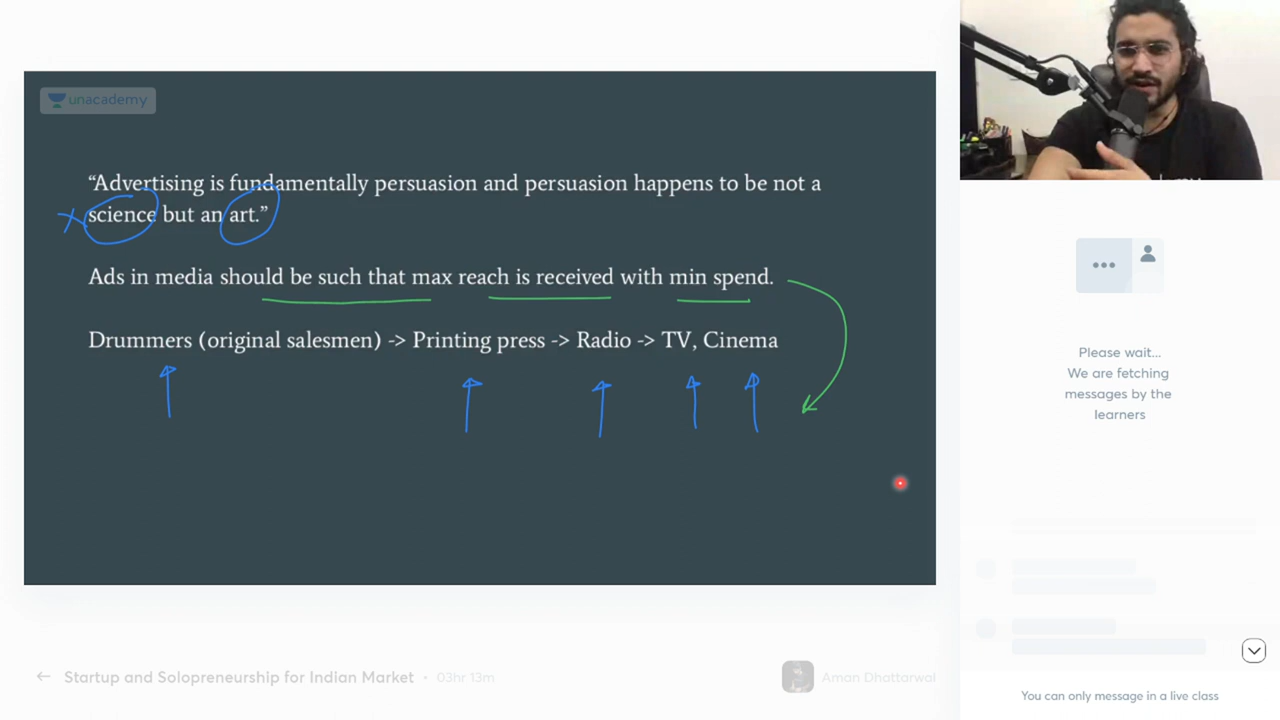 unacademy
“Advertising is fundamentally persuasion and persuasion happens to be not a
science but an art.”
Ads in media should be such that max reach is received with min spend.
Drummers (original salesmen) -> Printing press -> Radio -> TV, Cinema
Please wait...
We are fetching
messages by the
learners
Startup and Solopreneurship for Indian Market • 03hr 13m
Aman Dhattarwal
You can only message in a live class